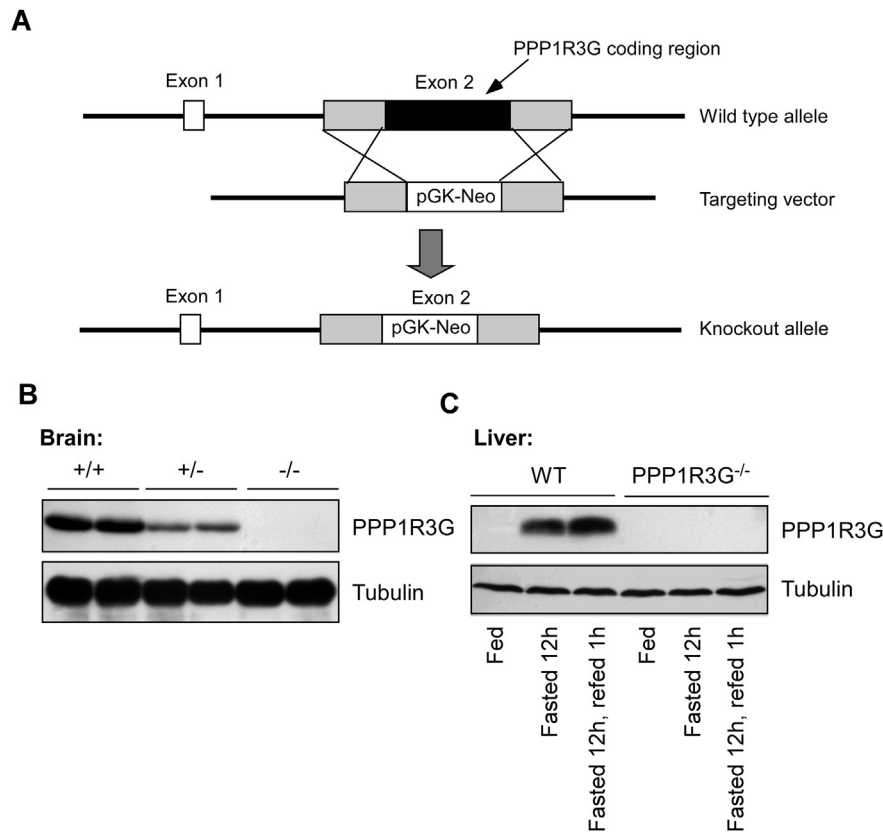 A
PPP1R3G coding region
Exon 1
Exon 2
Wild type allele
pGK-Neo
Targeting vector
Exon 1
Exon 2
pGK-Neo
Knockout allele
B
Brain:
+/+ +/- -/-
PPP1R3G
Tubulin
C
Liver:
WT PPP1R3G-/-
PPP1R3G
Tubulin
Fed
Fasted 12h
Fasted 12h, refed 1h
Fed
Fasted 12h
Fasted 12h, refed 1h